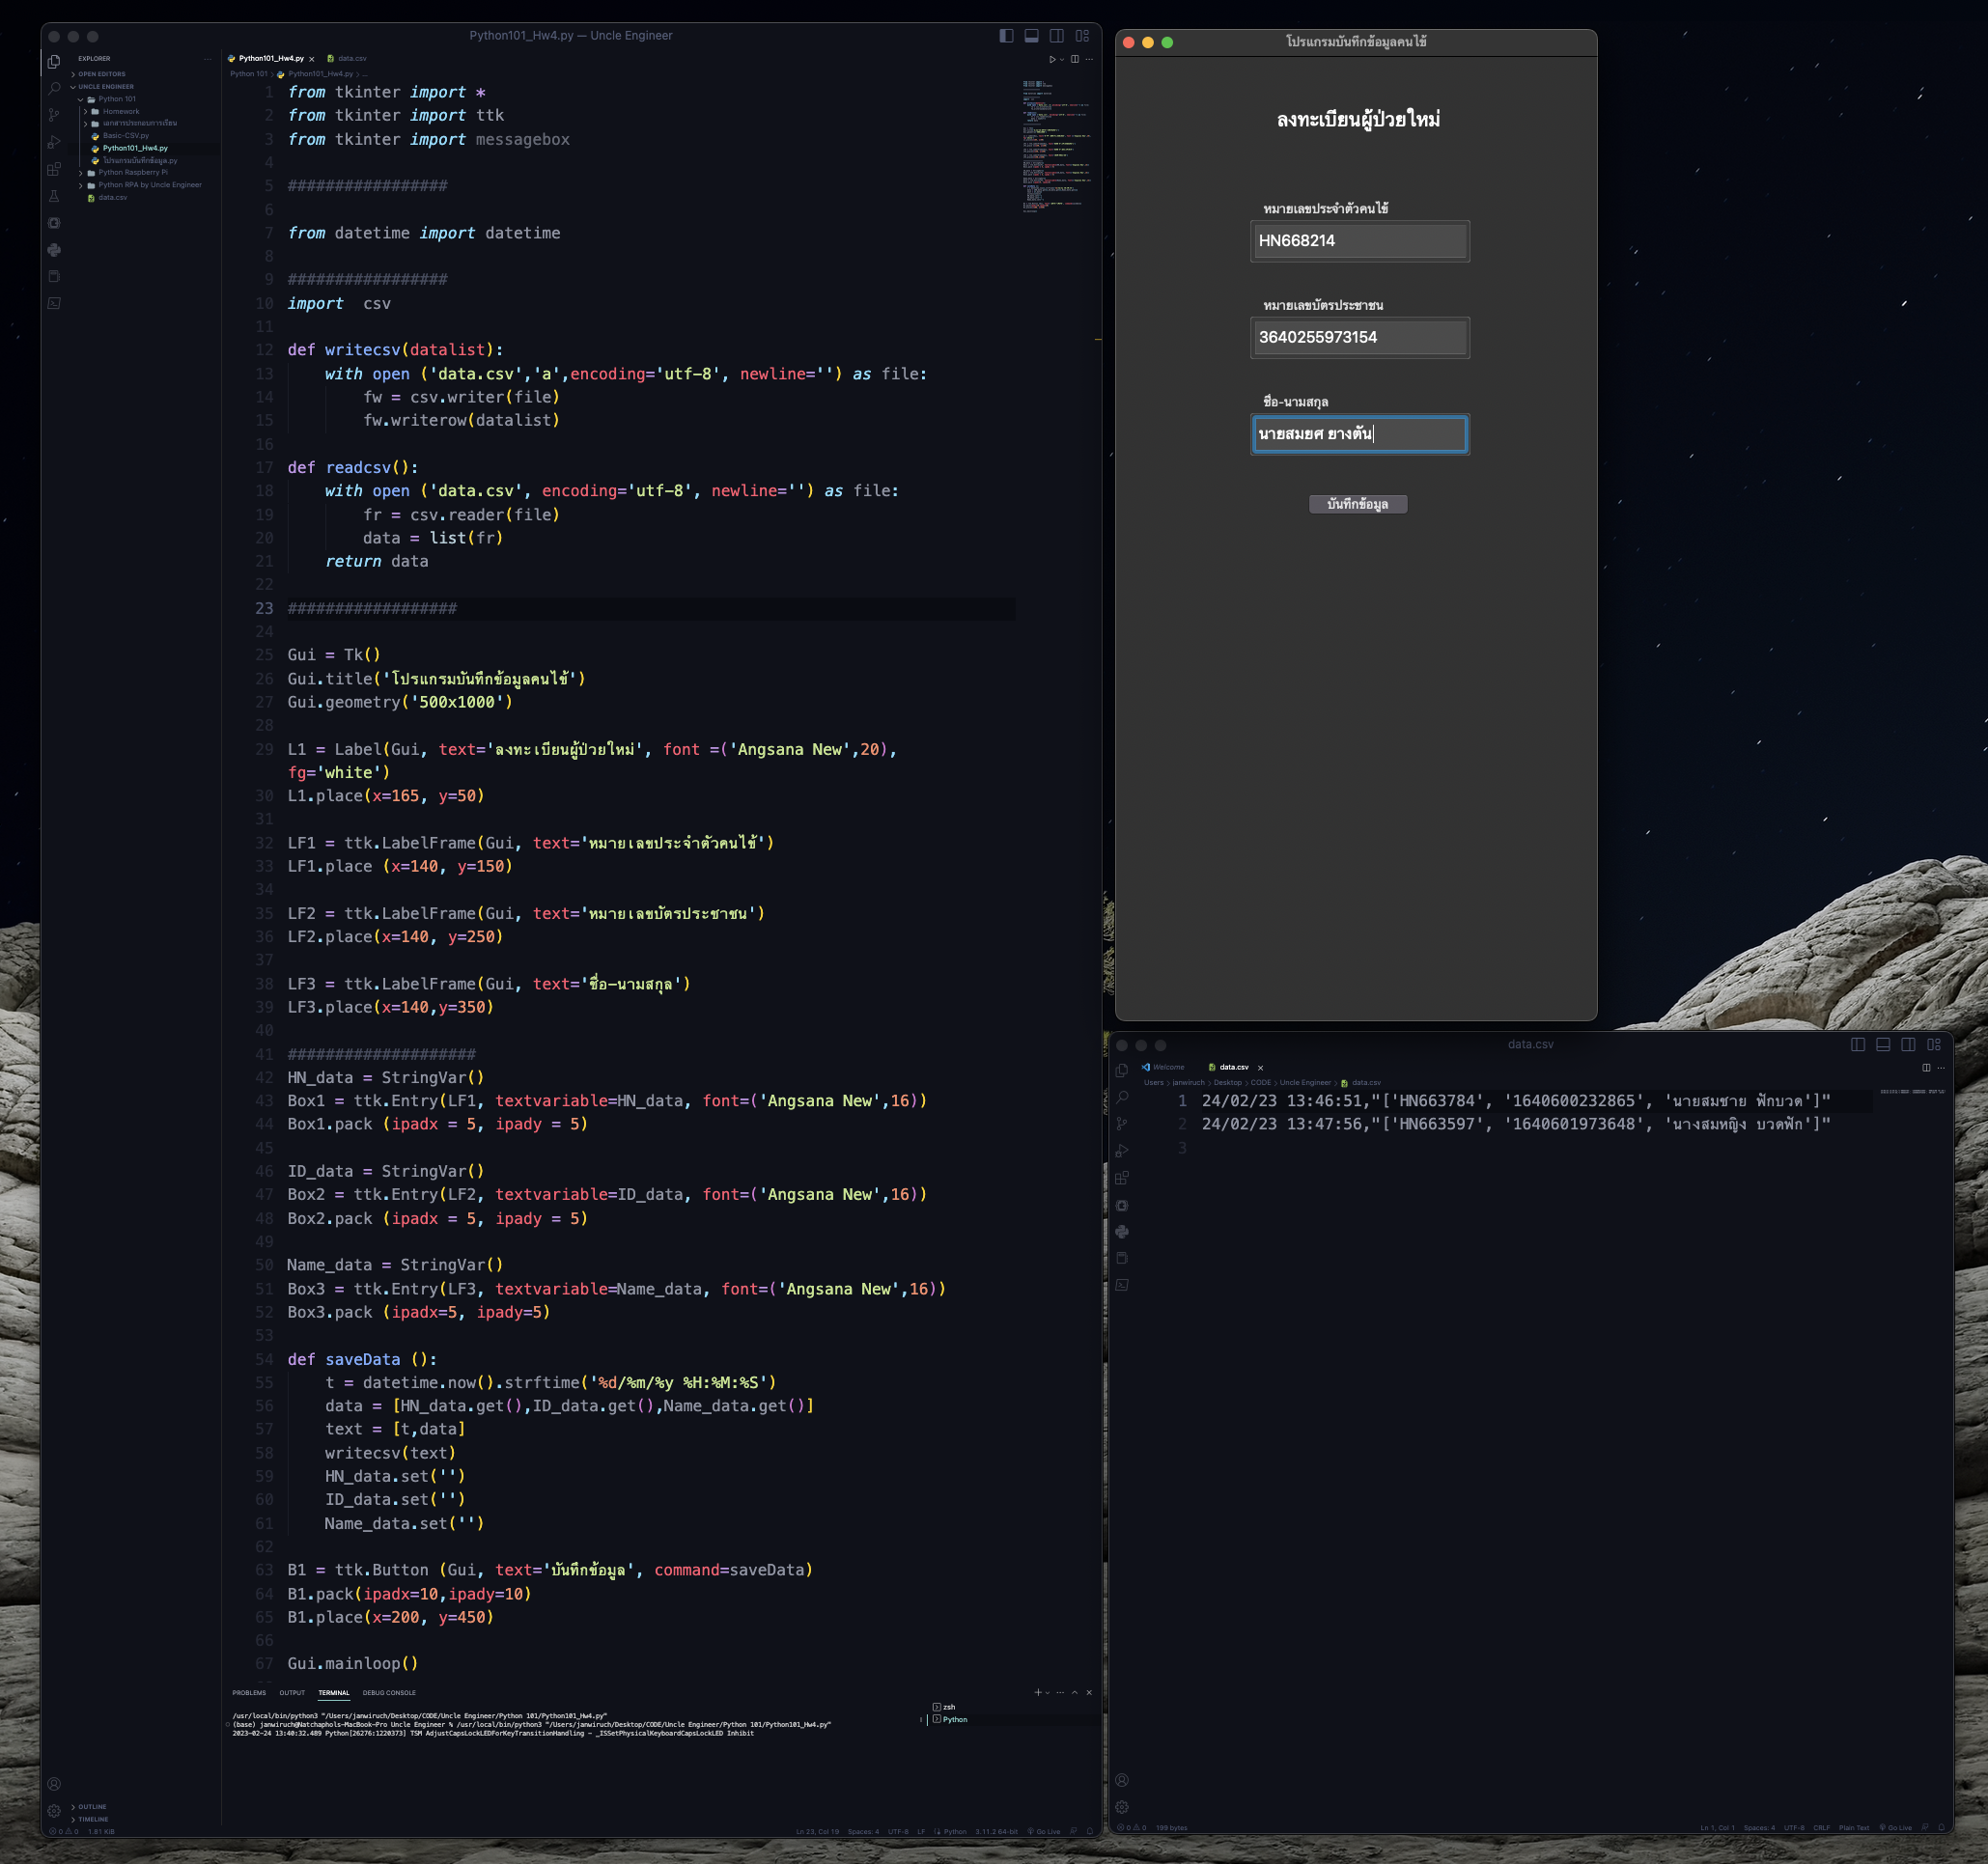 Python101_Hw4.py — Uncle Engineer
EXPLORER
OPEN EDITORS
UNCLE ENGINEER
Python 101
Homework
เอกสารประกอบการเรียน
Basic-CSV.py
Python101_Hw4.py
โปรแกรมบันทึกข้อมูล.py
Python Raspberry Pi
Python RPA by Uncle Engineer
data.csv
OUTLINE
TIMELINE
Python101_Hw4.py data.csv
Python 101 > Python101_Hw4.py > ...
1 from tkinter import *
2 from tkinter import ttk
3 from tkinter import messagebox
4
5 #################
6
7 from datetime import datetime
8
9 #################
10 import  csv
11
12 def writecsv(datalist):
13 with open ('data.csv','a',encoding='utf-8', newline='') as file:
14 fw = csv.writer(file)
15 fw.writerow(datalist)
16
17 def readcsv():
18 with open ('data.csv', encoding='utf-8', newline='') as file:
19 fr = csv.reader(file)
20 data = list(fr)
21 return data
22
23 ##################
24
25 Gui = Tk()
26 Gui.title('โปรแกรมบันทึกข้อมูลคนไข้')
27 Gui.geometry('500x1000')
28
29 L1 = Label(Gui, text='ลงทะเบียนผู้ป่วยใหม่', font =('Angsana New',20),
fg='white')
30 L1.place(x=165, y=50)
31
32 LF1 = ttk.LabelFrame(Gui, text='หมายเลขประจำตัวคนไข้')
33 LF1.place (x=140, y=150)
34
35 LF2 = ttk.LabelFrame(Gui, text='หมายเลขบัตรประชาชน')
36 LF2.place(x=140, y=250)
37
38 LF3 = ttk.LabelFrame(Gui, text='ชื่อ-นามสกุล')
39 LF3.place(x=140,y=350)
40
41 ####################
42 HN_data = StringVar()
43 Box1 = ttk.Entry(LF1, textvariable=HN_data, font=('Angsana New',16))
44 Box1.pack (ipadx = 5, ipady = 5)
45
46 ID_data = StringVar()
47 Box2 = ttk.Entry(LF2, textvariable=ID_data, font=('Angsana New',16))
48 Box2.pack (ipadx = 5, ipady = 5)
49
50 Name_data = StringVar()
51 Box3 = ttk.Entry(LF3, textvariable=Name_data, font=('Angsana New',16))
52 Box3.pack (ipadx=5, ipady=5)
53
54 def saveData ():
55 t = datetime.now().strftime('%d/%m/%y %H:%M:%S')
56 data = [HN_data.get(),ID_data.get(),Name_data.get()]
57 text = [t,data]
58 writecsv(text)
59 HN_data.set('')
60 ID_data.set('')
61 Name_data.set('')
62
63 B1 = ttk.Button (Gui, text='บันทึกข้อมูล', command=saveData)
64 B1.pack(ipadx=10,ipady=10)
65 B1.place(x=200, y=450)
66
67 Gui.mainloop()
PROBLEMS OUTPUT TERMINAL DEBUG CONSOLE
/usr/local/bin/python3 "/Users/janwiruch/Desktop/CODE/Uncle Engineer/Python 101/Python101_Hw4.py"
(base) janwiruch@Natchaphols-MacBook-Pro Uncle Engineer % /usr/local/bin/python3 "/Users/janwiruch/Desktop/CODE/Uncle Engineer/Python 101/Python101_Hw4.py"
2023-02-24 13:40:32.489 Python[26276:1220373] TSM AdjustCapsLockLEDForKeyTransitionHandling - _ISSetPhysicalKeyboardCapsLockLED Inhibit
zsh
Python
0 0 1.81 KiB Ln 23, Col 19 Spaces: 4 UTF-8 LF Python 3.11.2 64-bit Go Live
โปรแกรมบันทึกข้อมูลคนไข้
ลงทะเบียนผู้ป่วยใหม่
หมายเลขประจำตัวคนไข้
HN668214
หมายเลขบัตรประชาชน
3640255973154
ชื่อ-นามสกุล
นายสมยศ ยางตัน
บันทึกข้อมูล
data.csv
Welcome data.csv
Users > janwiruch > Desktop > CODE > Uncle Engineer > data.csv
1 24/02/23 13:46:51,"['HN663784', '1640600232865', 'นายสมชาย ฟักบวด']"
2 24/02/23 13:47:56,"['HN663597', '1640601973648', 'นางสมหญิง บวดฟัก']"
3
0 0 199 bytes Ln 1, Col 1 Spaces: 4 UTF-8 CRLF Plain Text Go Live